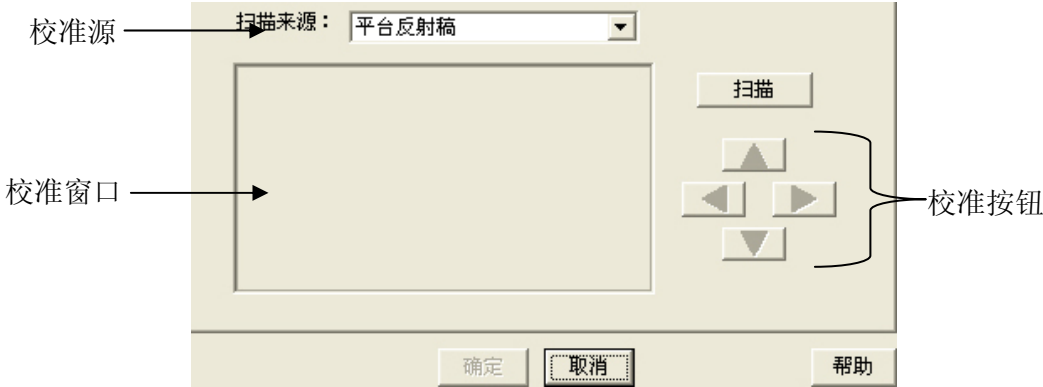 校准源
扫描来源：
平台反射稿
扫描
校准窗口
校准按钮
确定
取消
帮助